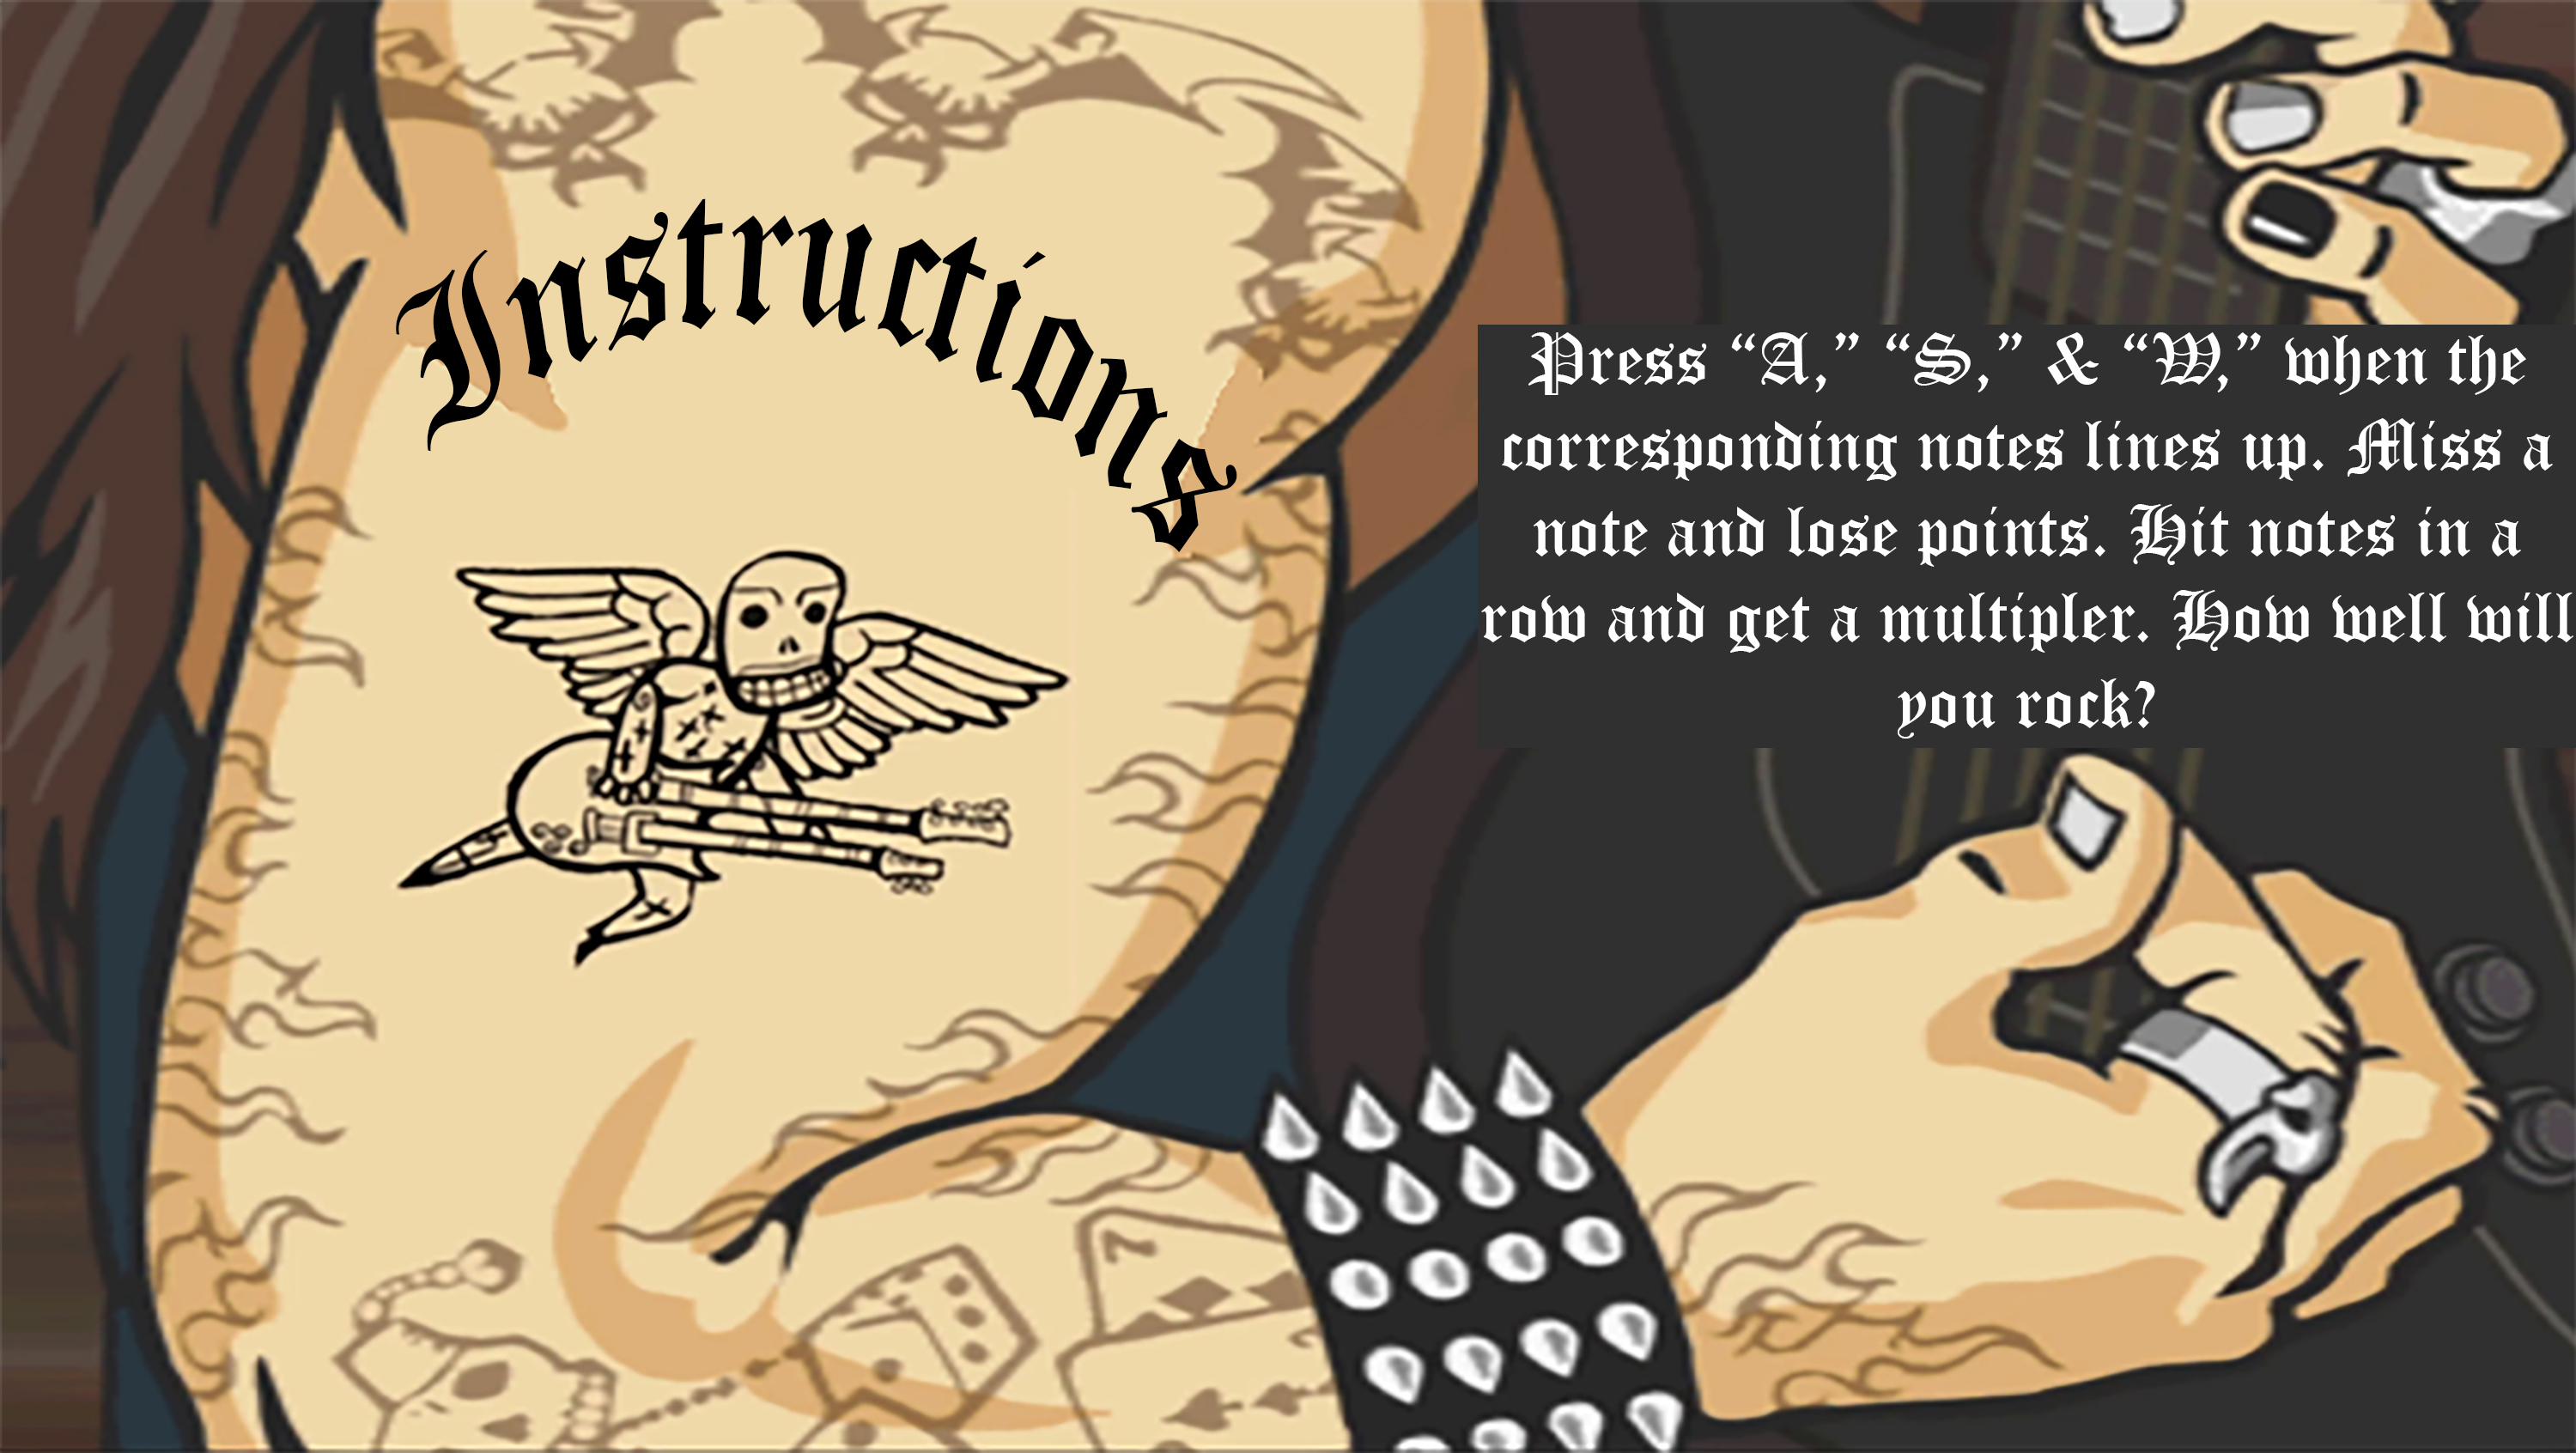 Instructions
Press “A,” “S,” & “W,” when the
corresponding notes lines up. Miss a
note and lose points. Hit notes in a
row and get a multipler. How well will
you rock?